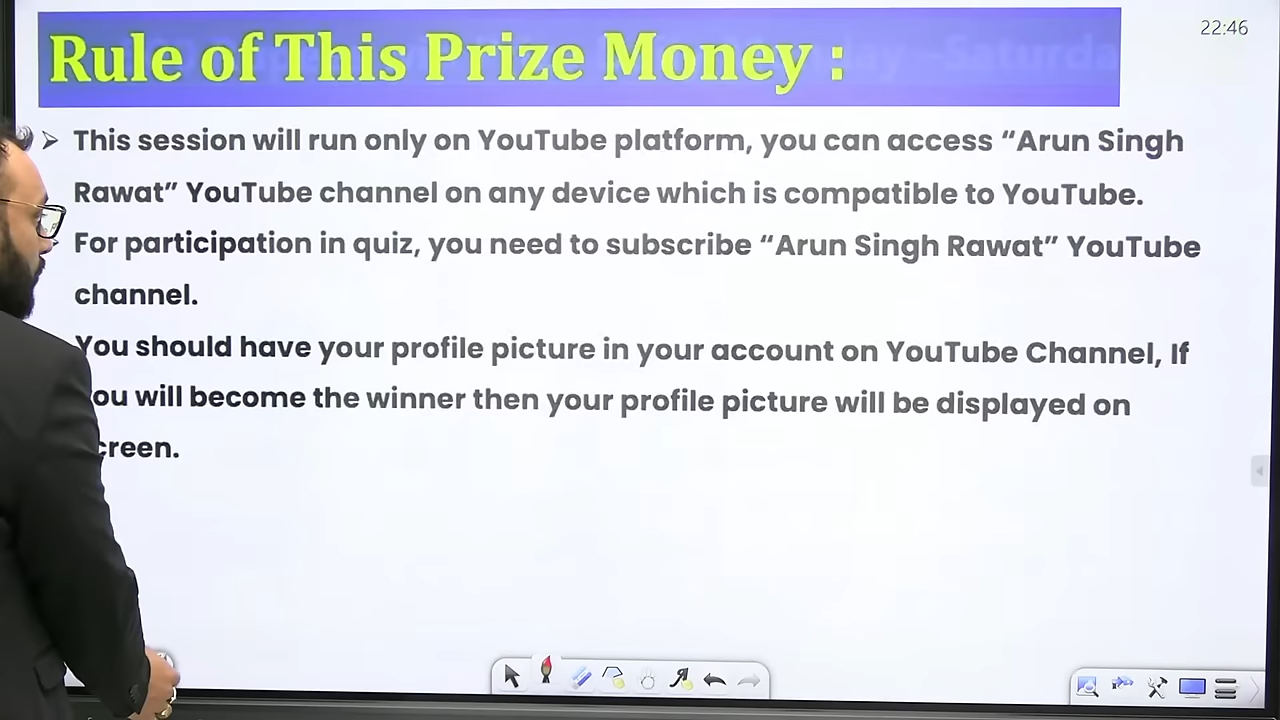 22:46
Rule of This Prize Money :
This session will run only on YouTube platform, you can access “Arun Singh
Rawat” YouTube channel on any device which is compatible to YouTube.
For participation in quiz, you need to subscribe “Arun Singh Rawat” YouTube
channel.
You should have your profile picture in your account on YouTube Channel, If
ou will become the winner then your profile picture will be displayed on
creen.